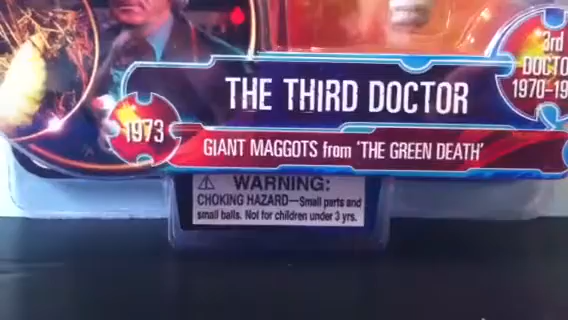 3rd
DOCTO
1970-19
THE THIRD DOCTOR
1973
GIANT MAGGOTS from 'THE GREEN DEATH'
⚠ WARNING:
CHOKING HAZARD—Small parts and
small balls. Not for children under 3 yrs.